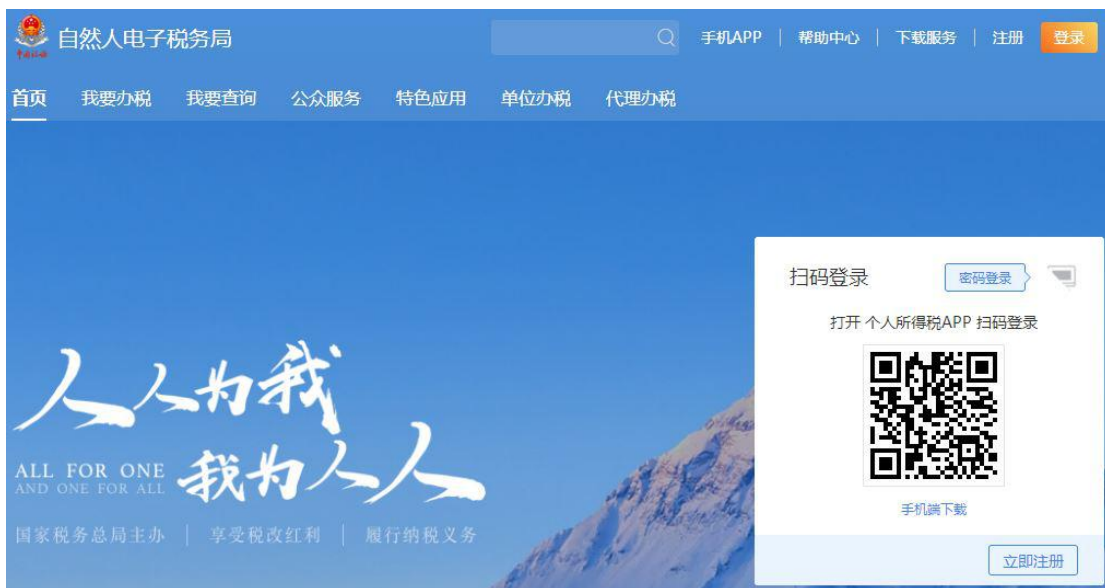 自然人电子税务局
手机APP | 帮助中心 | 下载服务 | 注册 登录
首页 我要办税 我要查询 公众服务 特色应用 单位办税 代理办税
扫码登录 密码登录
打开 个人所得税APP 扫码登录
人人为我
我为人人
ALL FOR ONE
AND ONE FOR ALL
国家税务总局主办 | 享受税改红利 | 履行纳税义务
手机端下载
立即注册